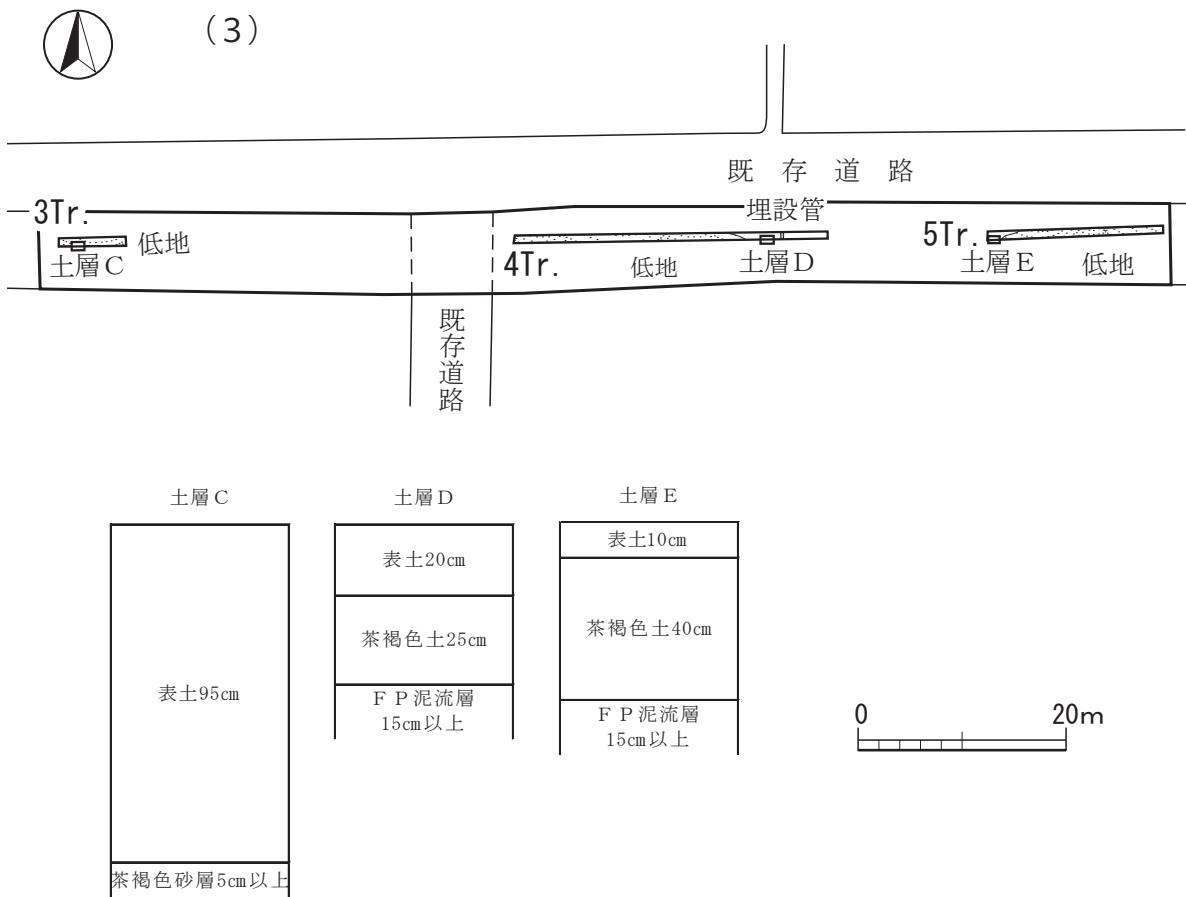 （3）
既存道路
3Tr.
埋設管
低地
5Tr.
土層C
4Tr.
低地
土層D
土層E
低地
既存道路
土層C
土層D
土層E
表土20cm
表土10cm
茶褐色土25cm
茶褐色土40cm
表土95cm
ＦＰ泥流層
15cm以上
ＦＰ泥流層
15cm以上
0
20m
茶褐色砂層5cm以上